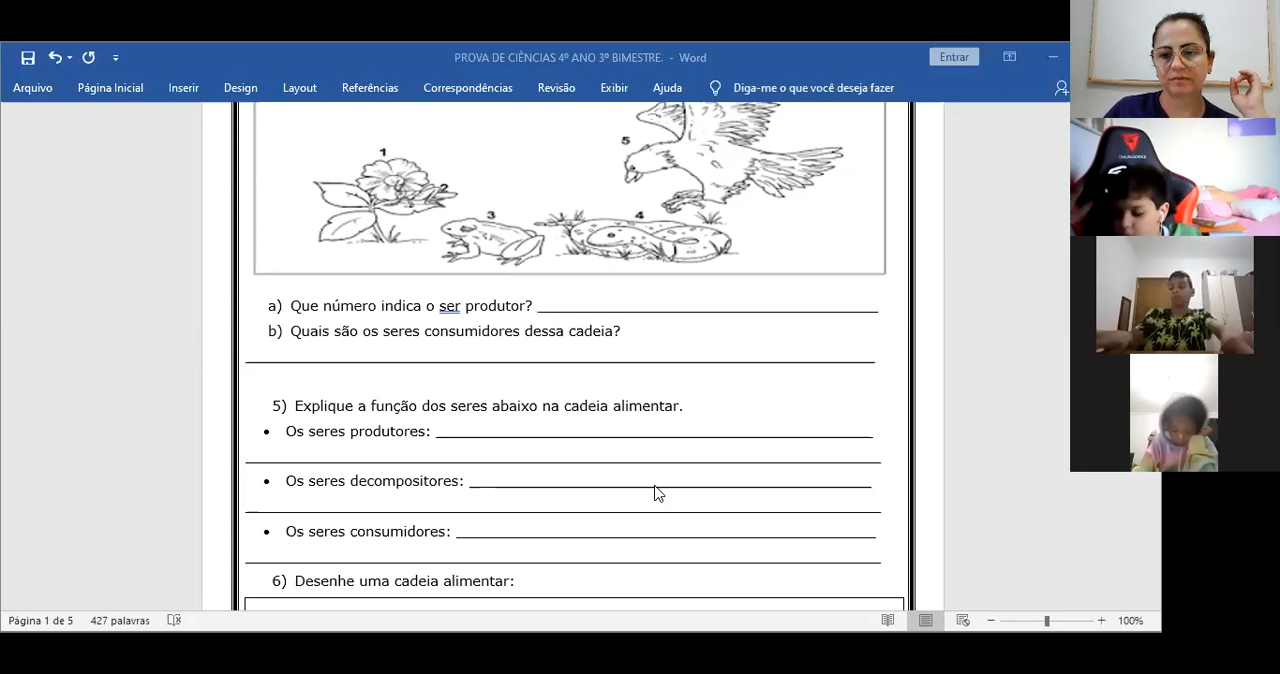 PROVA DE CIÊNCIAS 4º ANO 3º BIMESTRE. - Word
Entrar
Arquivo Página Inicial Inserir Design Layout Referências Correspondências Revisão Exibir Ajuda Diga-me o que você deseja fazer
1
2
3
4
5
a) Que número indica o ser produtor?
b) Quais são os seres consumidores dessa cadeia?
5) Explique a função dos seres abaixo na cadeia alimentar.
• Os seres produtores:
• Os seres decompositores:
• Os seres consumidores:
6) Desenhe uma cadeia alimentar:
Página 1 de 5 427 palavras
100%